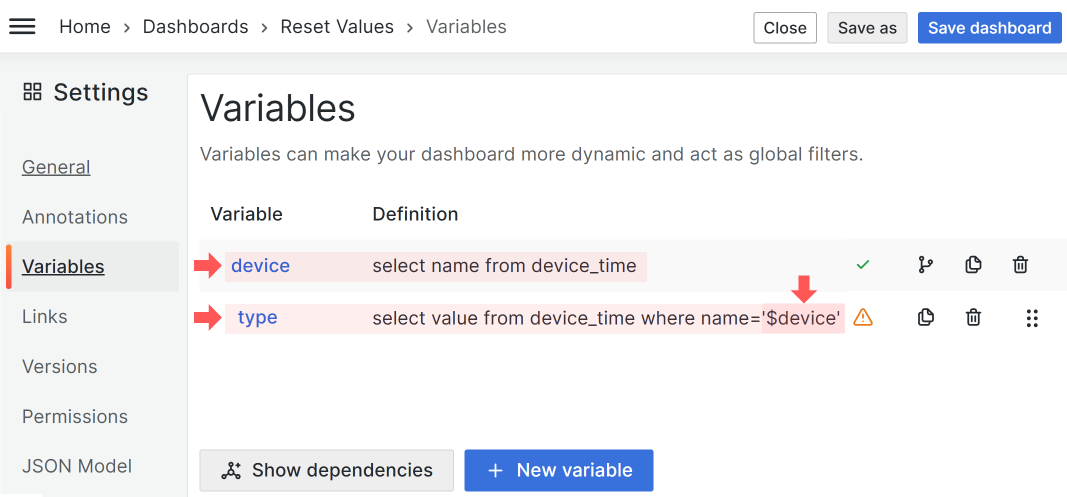 Home › Dashboards › Reset Values › Variables Close Save as Save dashboard
Settings
General
Annotations
Variables
Links
Versions
Permissions
JSON Model
Variables
Variables can make your dashboard more dynamic and act as global filters.
Variable Definition
device select name from device_time
type select value from device_time where name='$device'
Show dependencies + New variable